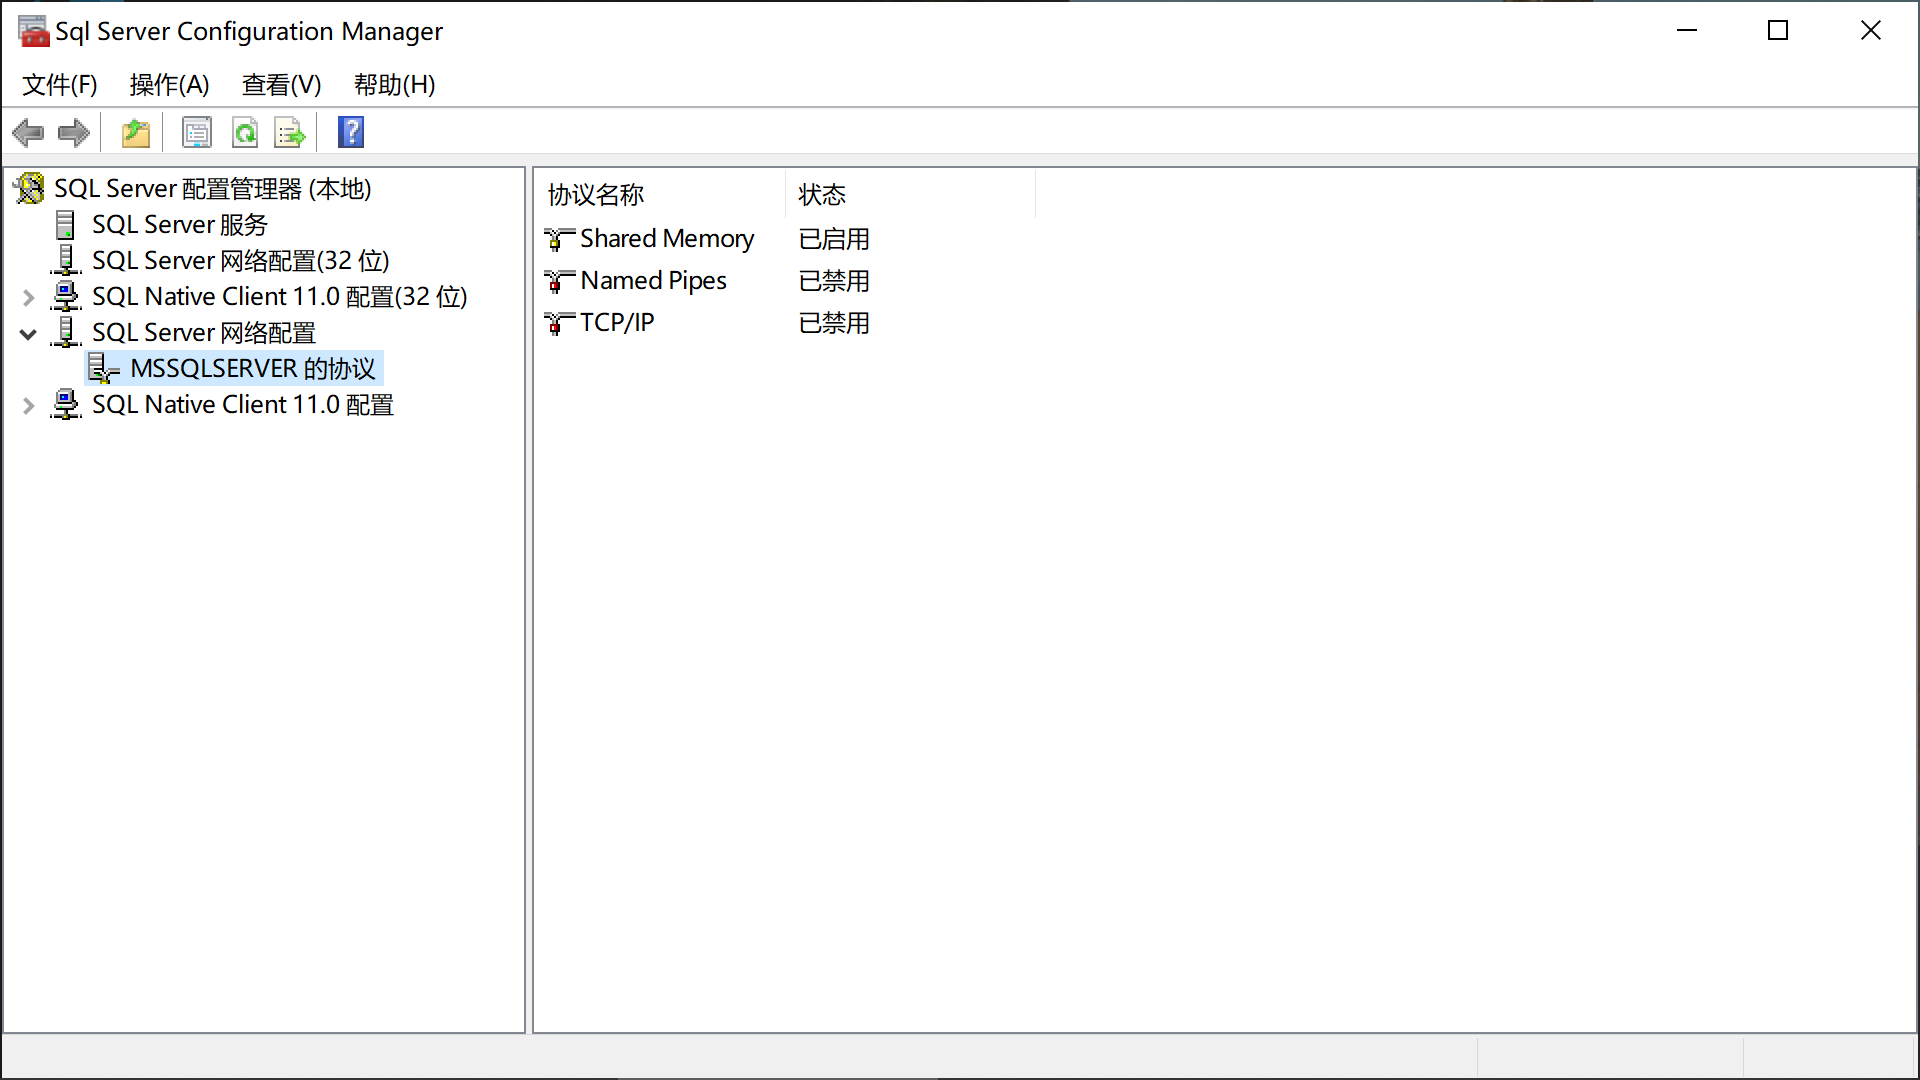 Sql Server Configuration Manager
文件(F) 操作(A) 查看(V) 帮助(H)
SQL Server 配置管理器 (本地)
SQL Server 服务
SQL Server 网络配置(32 位)
SQL Native Client 11.0 配置(32 位)
SQL Server 网络配置
MSSQLSERVER 的协议
SQL Native Client 11.0 配置
协议名称 状态
Shared Memory 已启用
Named Pipes 已禁用
TCP/IP 已禁用